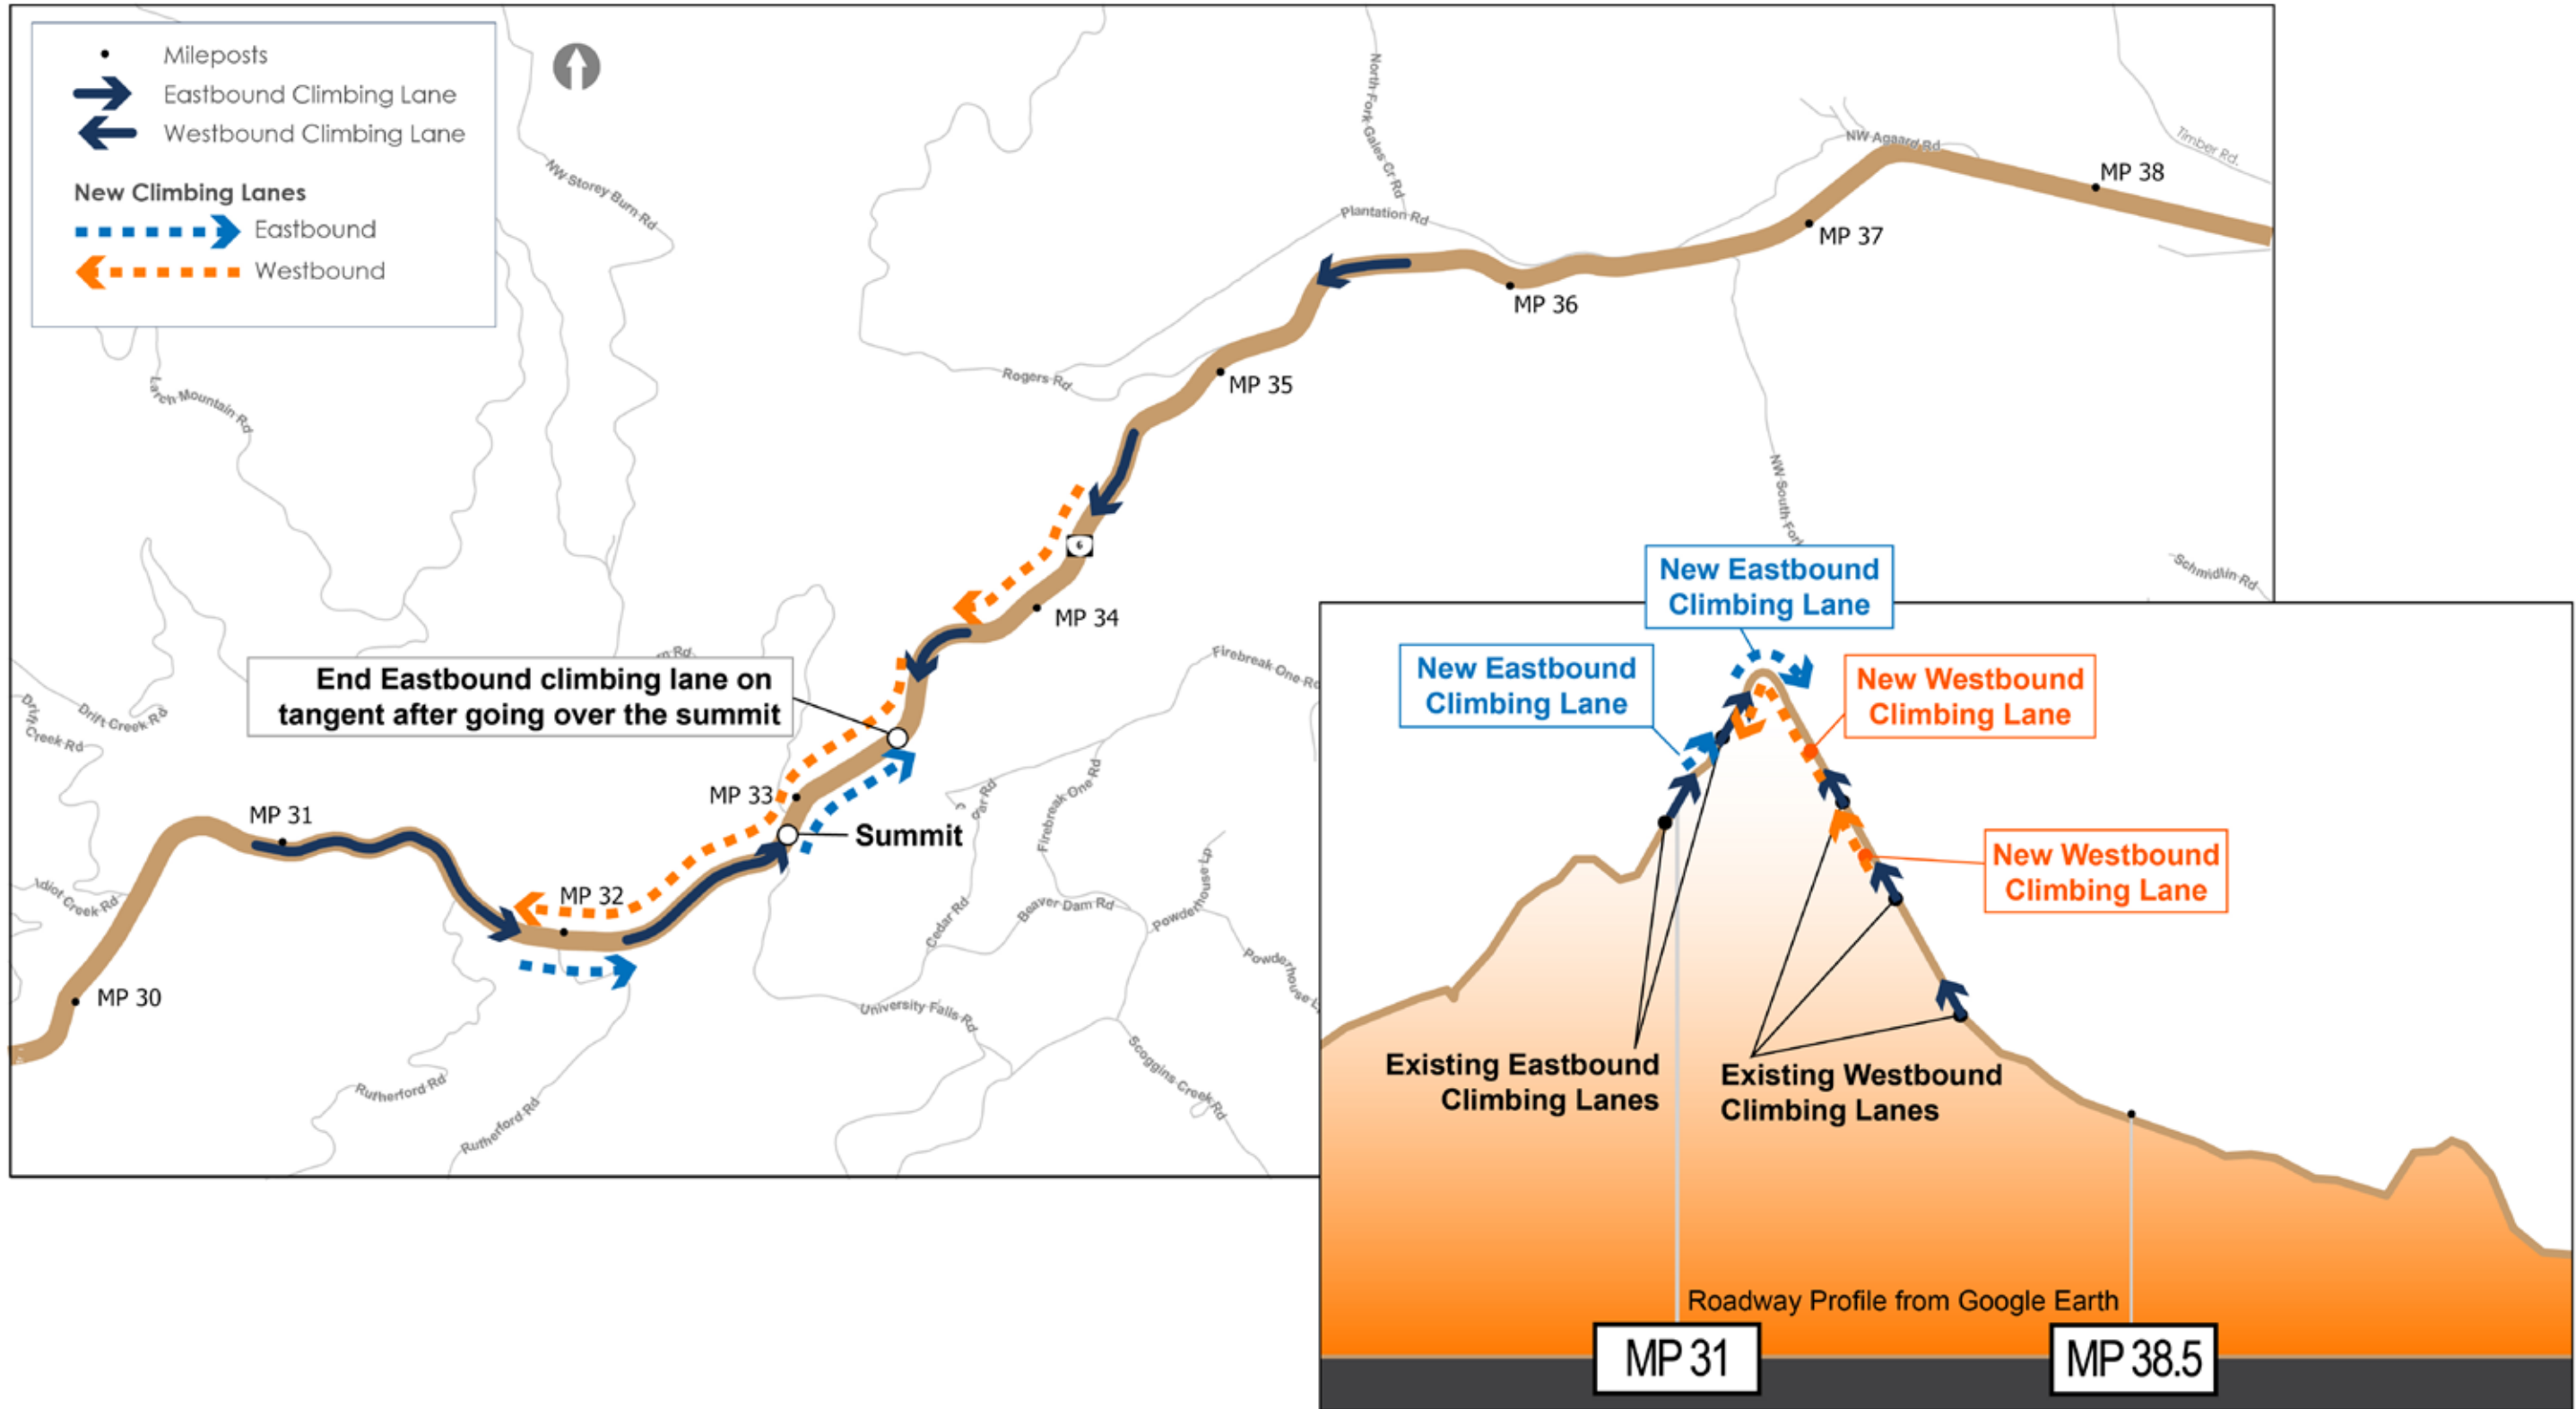 Mileposts
Eastbound Climbing Lane
Westbound Climbing Lane
New Climbing Lanes
Eastbound
Westbound
NW Storey Burn Rd
North Fork Gales Cr Rd
Plantation Rd
NW Agaard Rd
Timber Rd.
MP 38
MP 37
MP 36
MP 35
Rogers Rd
Larch Mountain Rd
NW South Fork
Schmidlin Rd
6
MP 34
Firebreak One Rd
End Eastbound climbing lane on
tangent after going over the summit
Drift Creek Rd
Creek Rd
MP 33
Summit
MP 31
MP 32
Firebreak One Rd
Idiot Creek Rd
MP 30
Cedar Rd
Beaver Dam Rd
Powderhouse Lp
University Falls Rd
Scoggins Creek Rd
Rutherford Rd
Rutherford Rd
New Eastbound
Climbing Lane
New Eastbound
Climbing Lane
New Westbound
Climbing Lane
New Westbound
Climbing Lane
Existing Eastbound
Climbing Lanes
Existing Westbound
Climbing Lanes
Roadway Profile from Google Earth
MP 31
MP 38.5